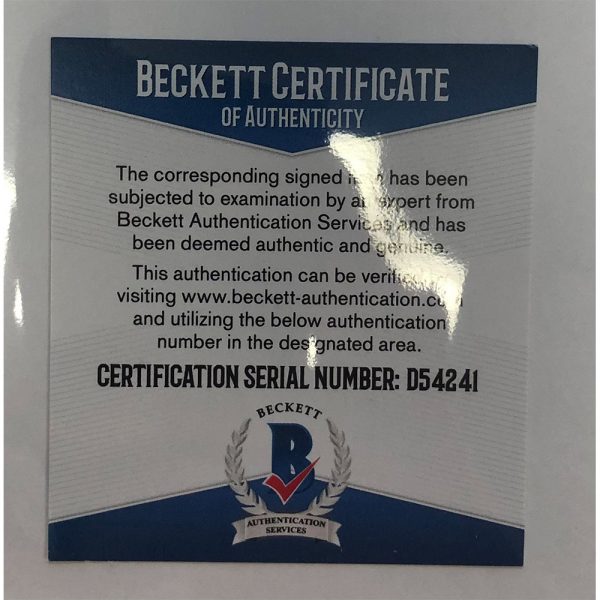 BECKETT CERTIFICATE
OF AUTHENTICITY
The corresponding signed has been
subjected to examination by an expert from
Beckett Authentication Services and has
been deemed authentic and genuine.
This authentication can be
visiting www.beckett-authentication.com
and utilizing the below authentication
number in the designated area.
CERTIFICATION SERIAL NUMBER: D54241
BECKETT
B
AUTHENTICATION
SERVICES